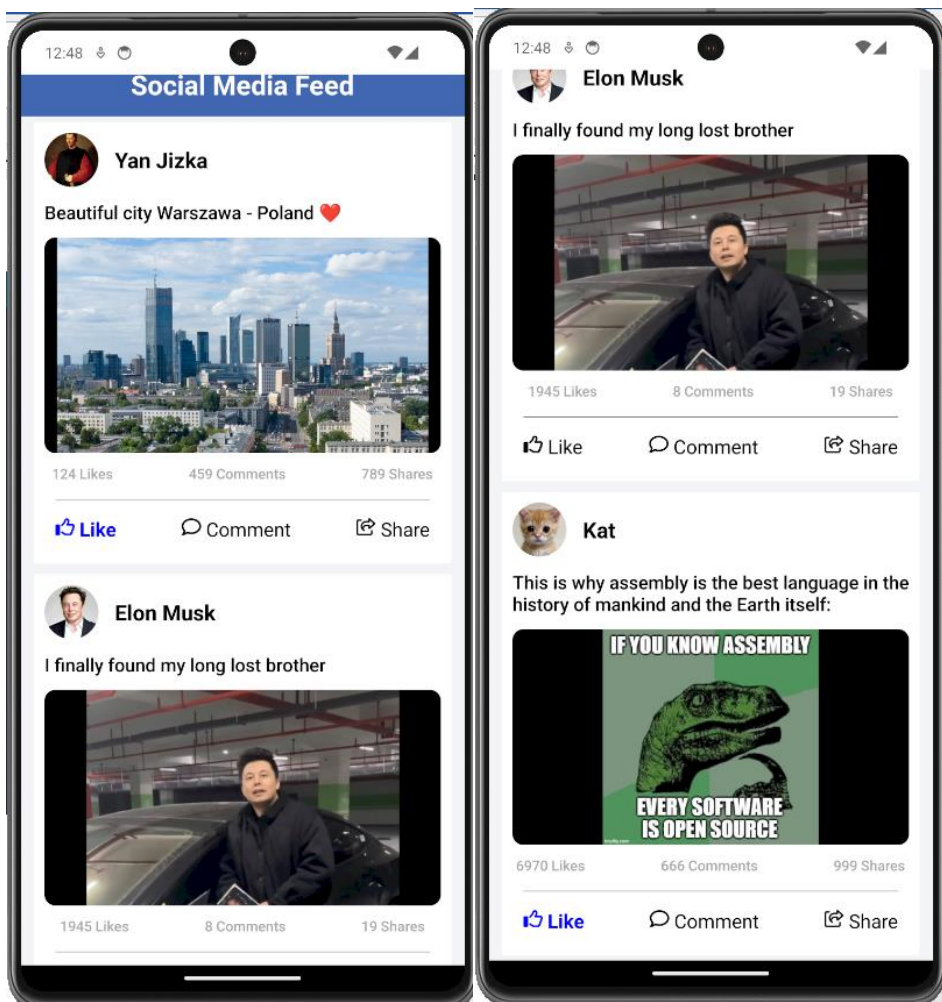 12:48
Social Media Feed
Yan Jizka
Beautiful city Warszawa - Poland ❤️
124 Likes 459 Comments 789 Shares
Like Comment Share
Elon Musk
I finally found my long lost brother
1945 Likes 8 Comments 19 Shares
12:48
Elon Musk
I finally found my long lost brother
1945 Likes 8 Comments 19 Shares
Like Comment Share
Kat
This is why assembly is the best language in the
history of mankind and the Earth itself:
IF YOU KNOW ASSEMBLY
EVERY SOFTWARE
IS OPEN SOURCE
imgflip.com
6970 Likes 666 Comments 999 Shares
Like Comment Share